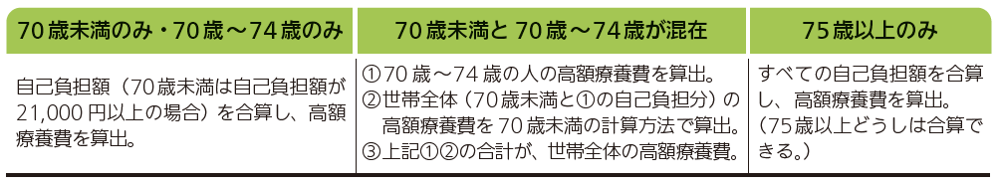 70歳未満のみ・70歳～74歳のみ
自己負担額（70歳未満は自己負担額が
21,000円以上の場合）を合算し、高額
療養費を算出。
70歳未満と70歳～74歳が混在
①70歳～74歳の人の高額療養費を算出。
②世帯全体（70歳未満と①の自己負担分）の
高額療養費を70歳未満の計算方法で算出。
③上記①②の合計が、世帯全体の高額療養費。
75歳以上のみ
すべての自己負担額を合算
し、高額療養費を算出。
（75歳以上どうしは合算で
きる。）